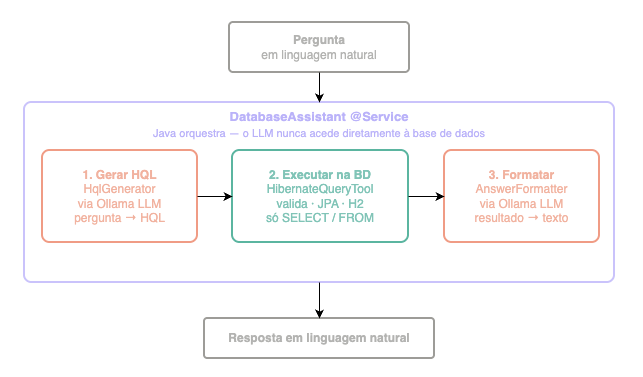 Pergunta
em linguagem natural
DatabaseAssistant @Service
Java orquestra — o LLM nunca acede diretamente à base de dados
1. Gerar HQL
HqlGenerator
via Ollama LLM
pergunta → HQL
2. Executar na BD
HibernateQueryTool
valida · JPA · H2
só SELECT / FROM
3. Formatar
AnswerFormatter
via Ollama LLM
resultado → texto
Resposta em linguagem natural